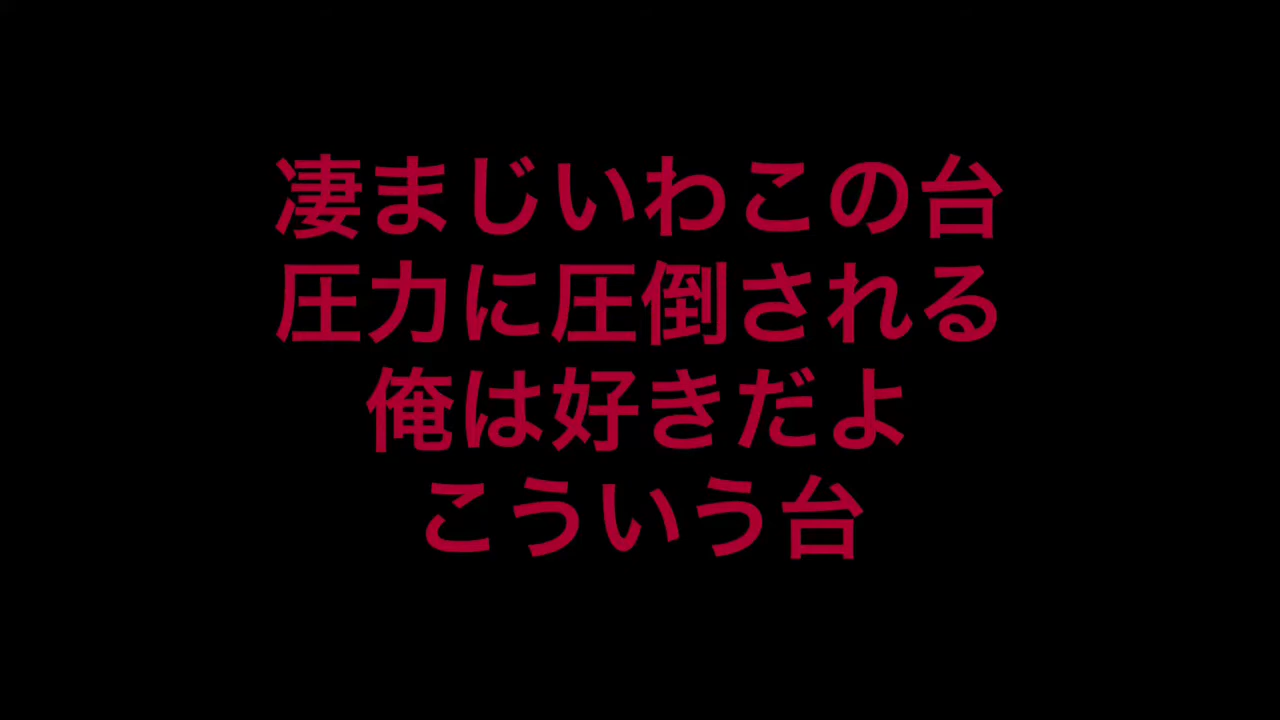 凄まじいわこの台
圧力に圧倒される
俺は好きだよ
こういう台